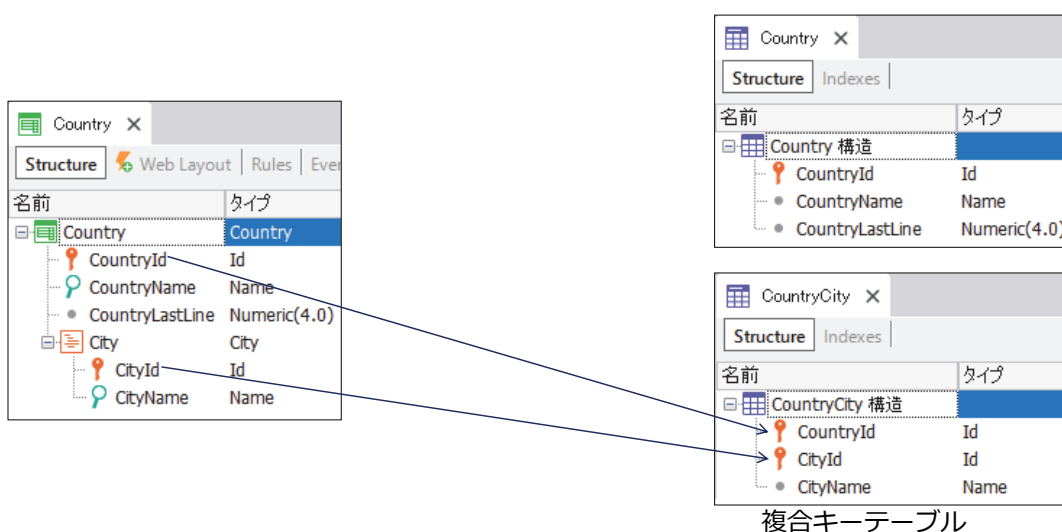 Country
Structure
Web Layout
Rules
Ever
名前 タイプ
Country Country
CountryId Id
CountryName Name
CountryLastLine Numeric(4.0)
City City
CityId Id
CityName Name
Country
Structure
Indexes
名前 タイプ
Country 構造
CountryId Id
CountryName Name
CountryLastLine Numeric(4.0)
CountryCity
Structure
Indexes
名前 タイプ
CountryCity 構造
CountryId Id
CityId Id
CityName Name
複合キーテーブル